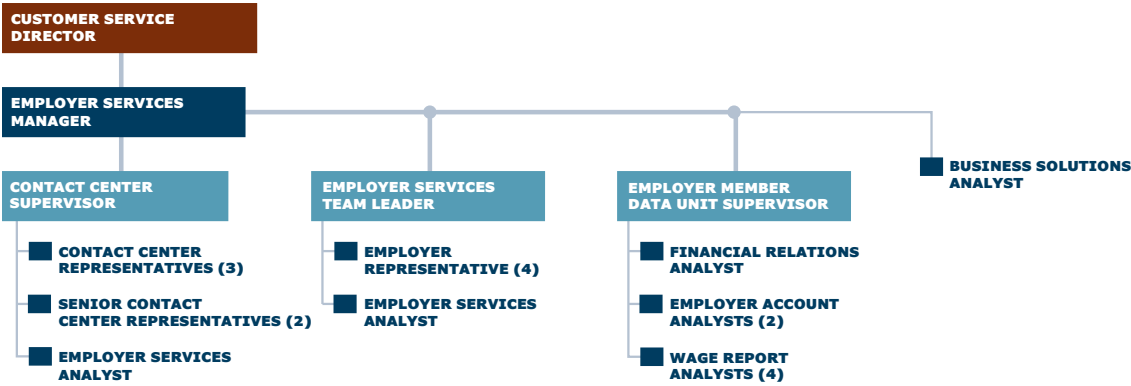 CUSTOMER SERVICE
DIRECTOR
EMPLOYER SERVICES
MANAGER
CONTACT CENTER
SUPERVISOR
CONTACT CENTER
REPRESENTATIVES (3)
SENIOR CONTACT
CENTER REPRESENTATIVES (2)
EMPLOYER SERVICES
ANALYST
EMPLOYER SERVICES
TEAM LEADER
EMPLOYER
REPRESENTATIVE (4)
EMPLOYER SERVICES
ANALYST
EMPLOYER MEMBER
DATA UNIT SUPERVISOR
FINANCIAL RELATIONS
ANALYST
EMPLOYER ACCOUNT
ANALYSTS (2)
WAGE REPORT
ANALYSTS (4)
BUSINESS SOLUTIONS
ANALYST